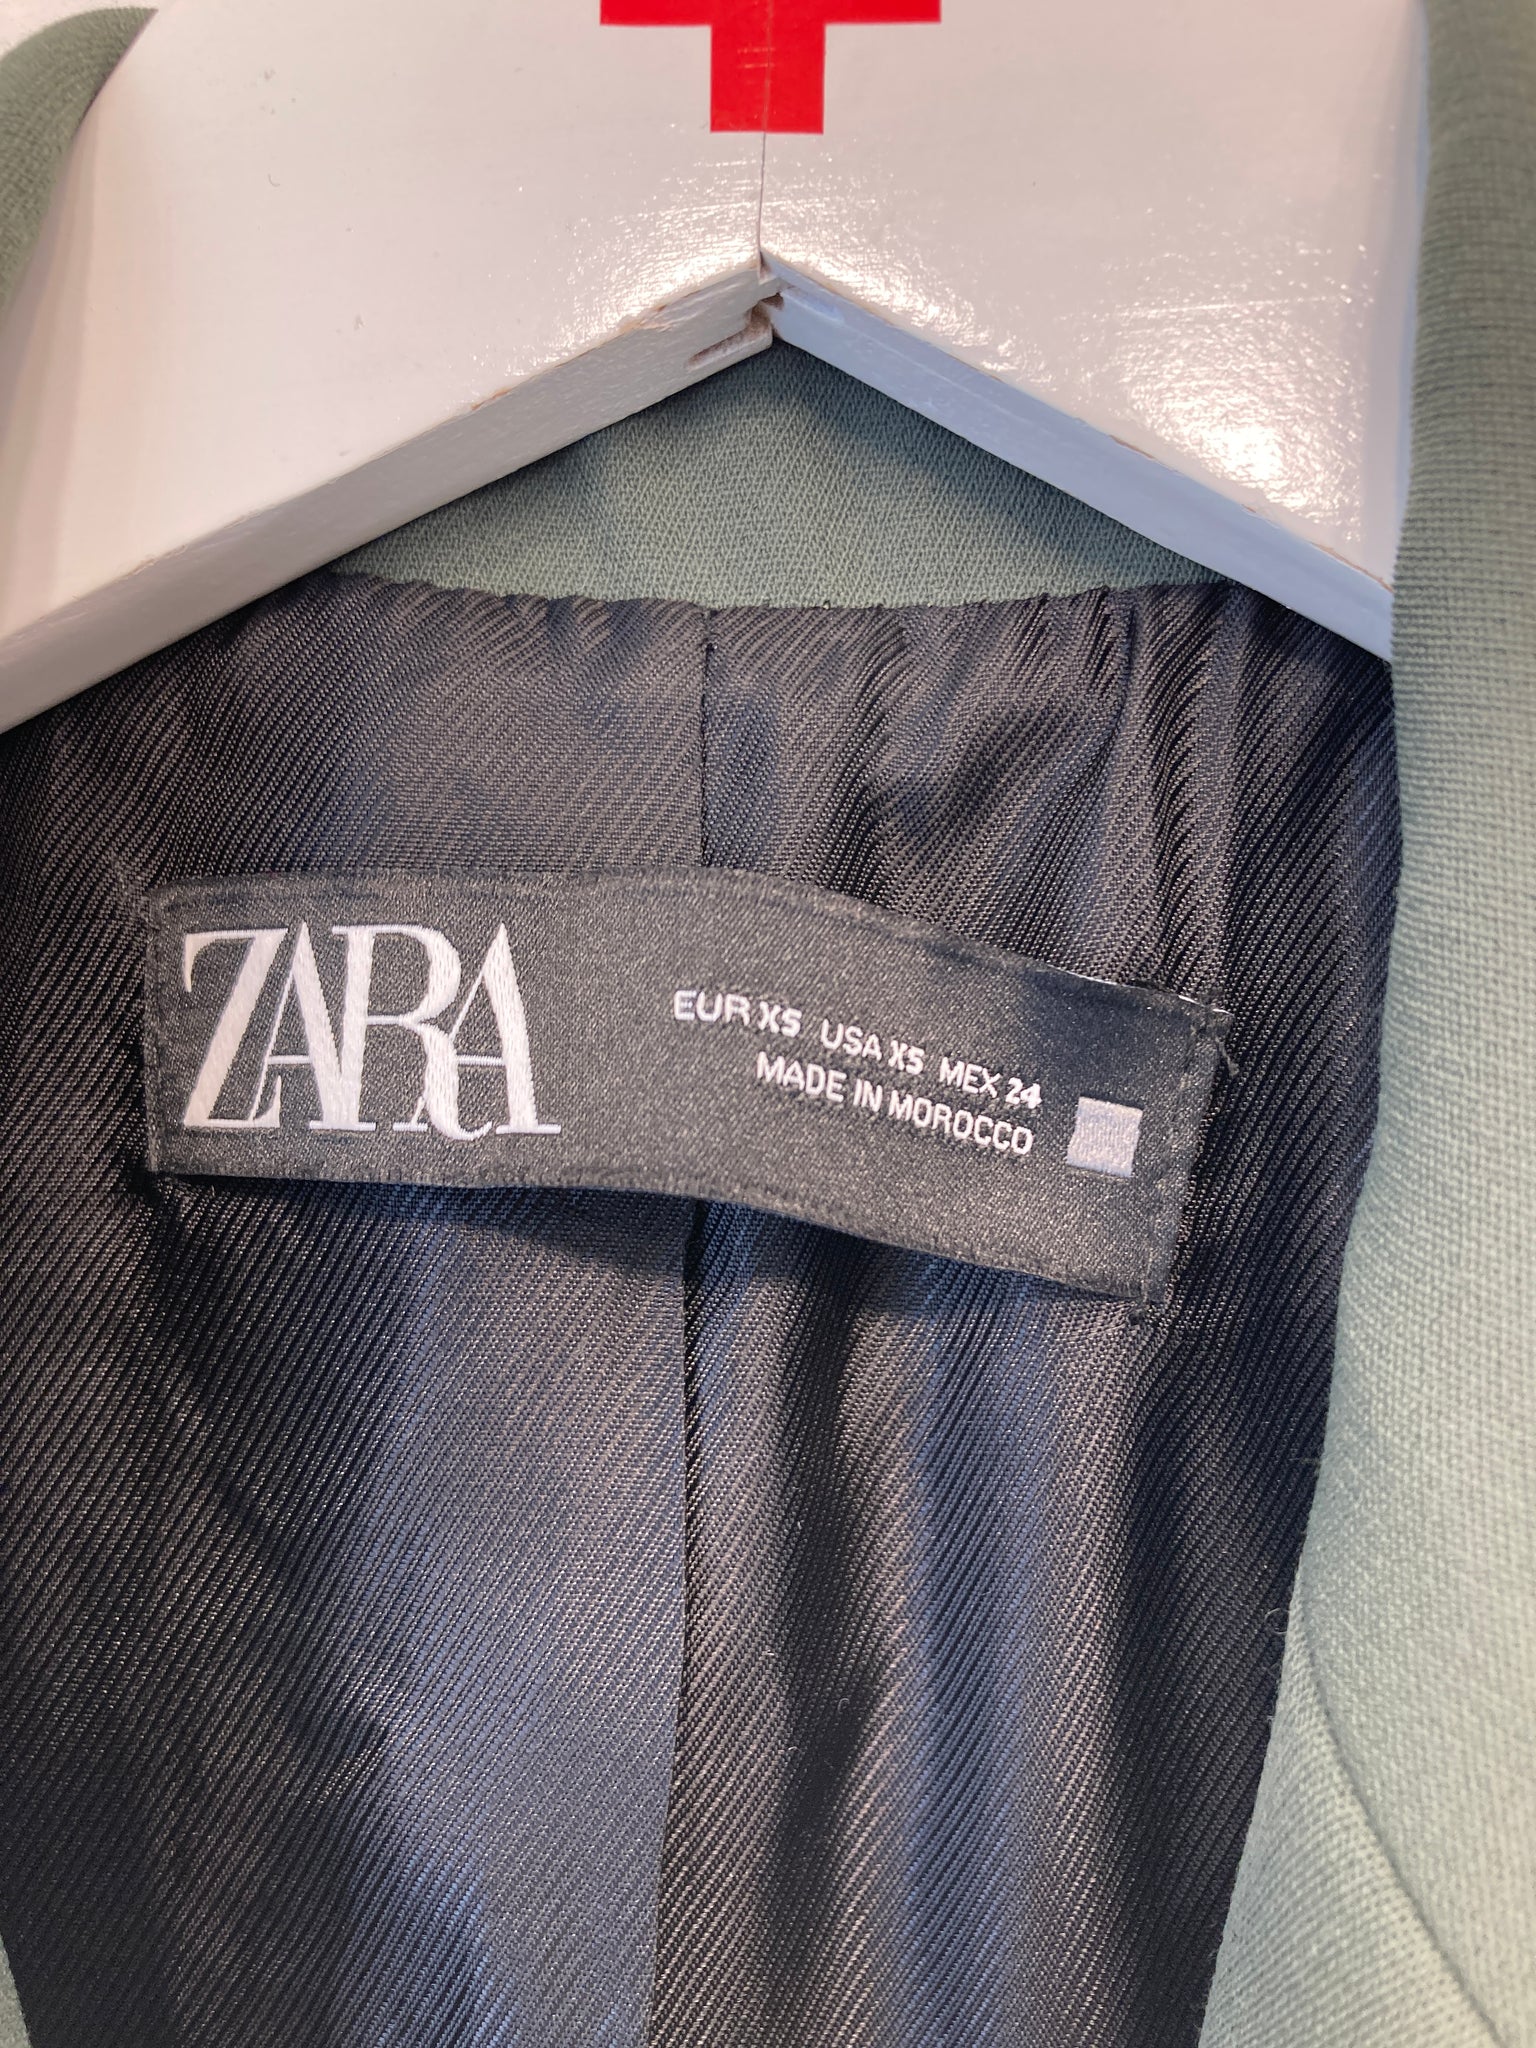 ZARA
EUR XS USA XS MEX 24
MADE IN MOROCCO